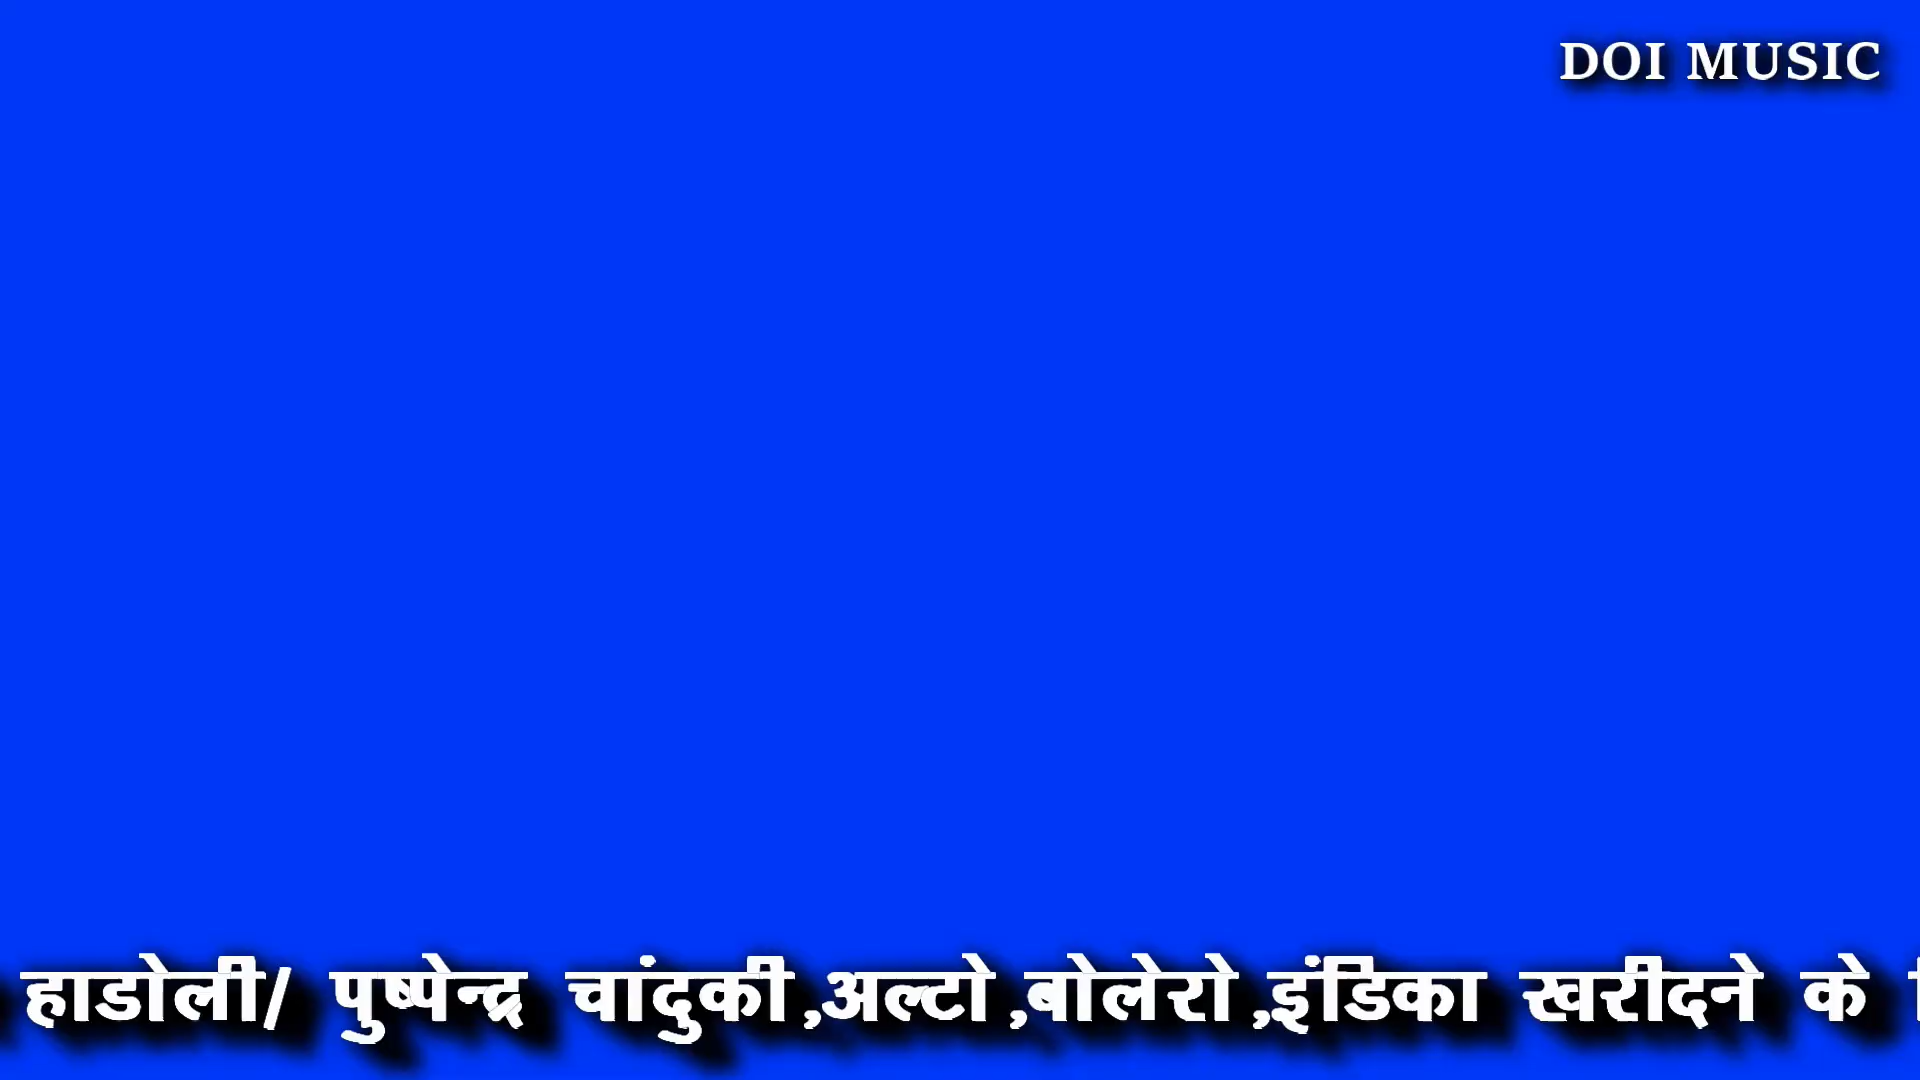 DOI MUSIC
हाडोली/ पुष्पेन्द्र चांदुकी,अल्टो,बोलेरो,इंडिका खरीदने के